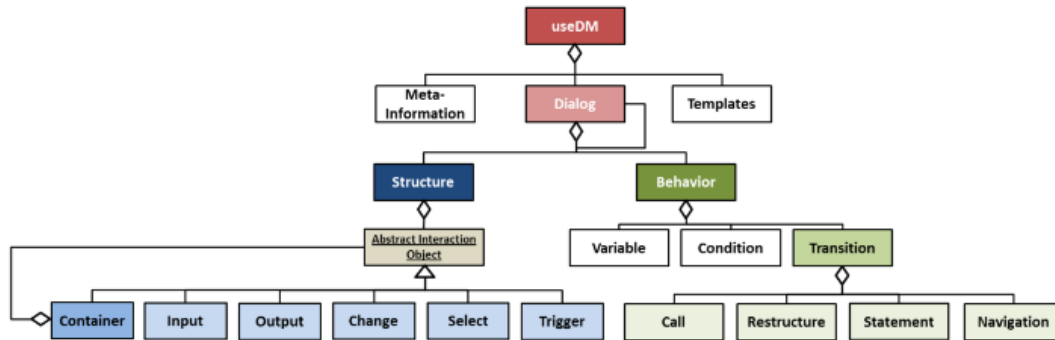 useDM
Meta-
Information
Dialog
Templates
Structure
Behavior
Abstract Interaction
Object
Variable
Condition
Transition
Container
Input
Output
Change
Select
Trigger
Call
Restructure
Statement
Navigation